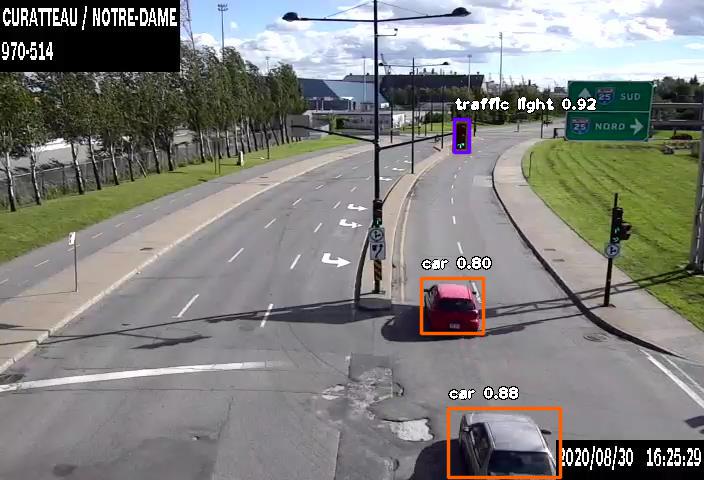 CURATTEAU / NOTRE-DAME
970-514
traffic light 0.92
25 SUD
25 NORD
car 0.80
car 0.88
2020/08/30 16:25:29